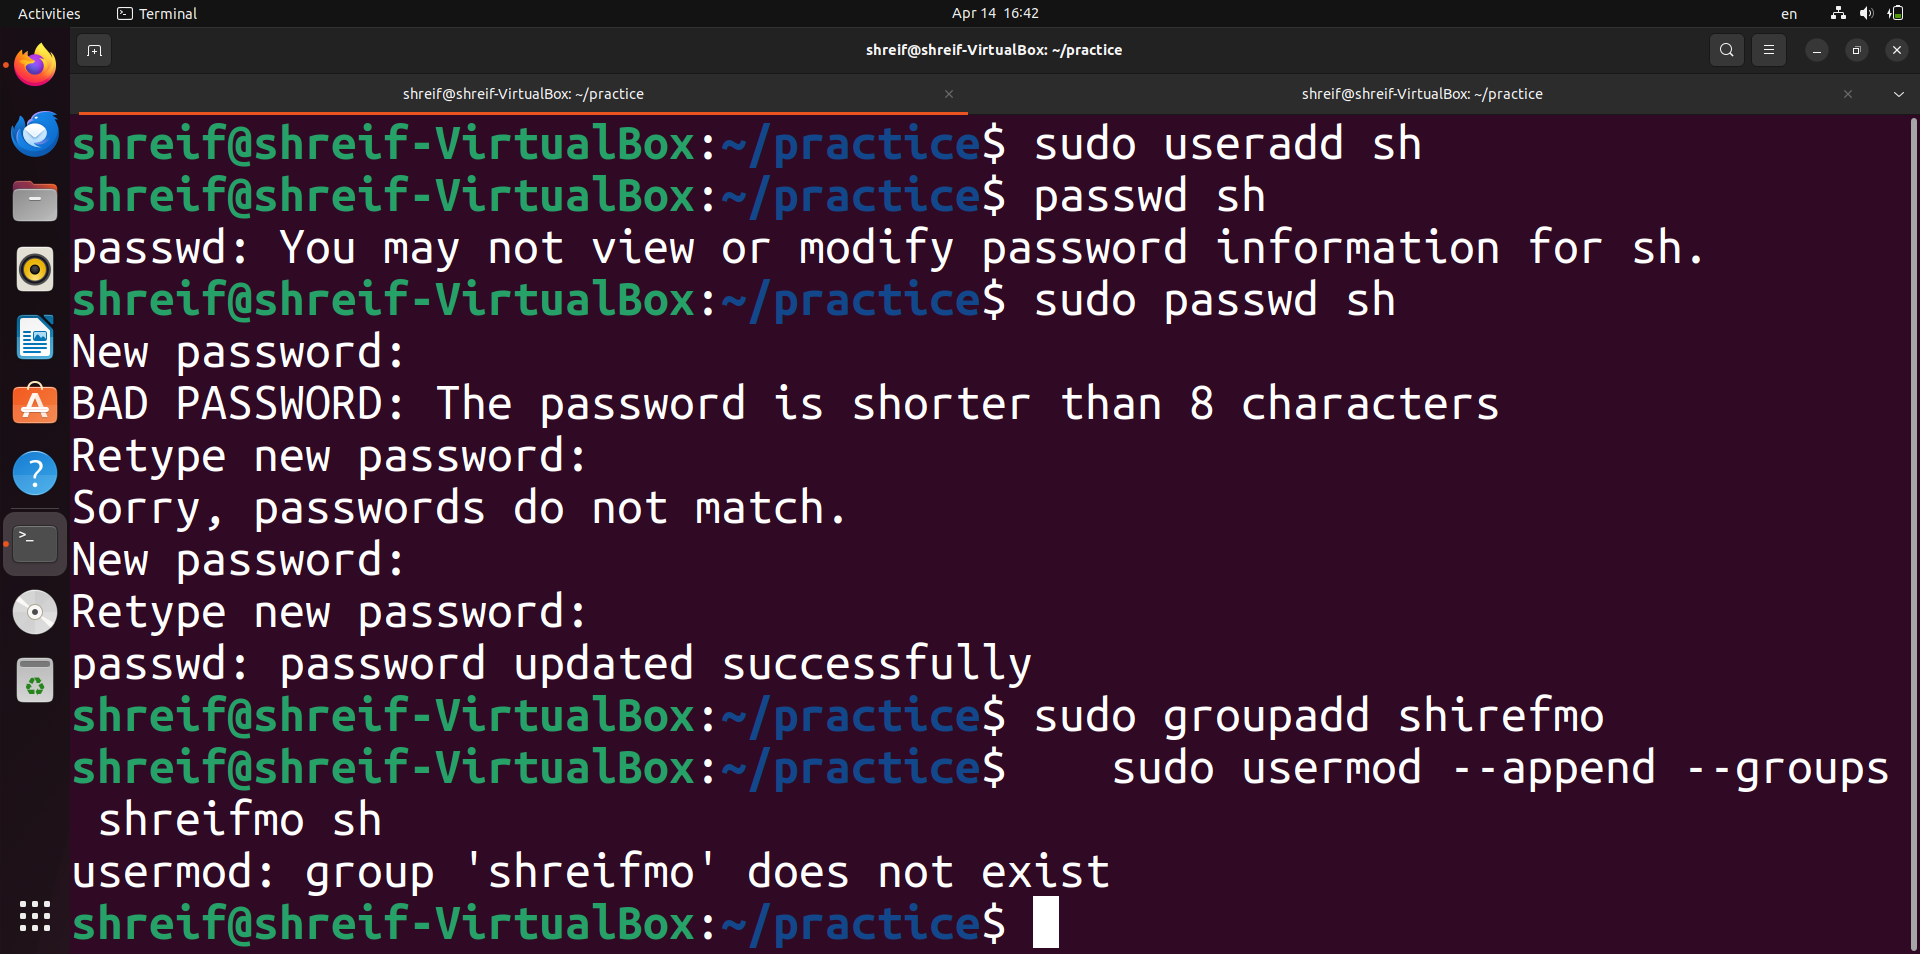 Activities Terminal Apr 14 16:42 en
shreif@shreif-VirtualBox: ~/practice
shreif@shreif-VirtualBox: ~/practice shreif@shreif-VirtualBox: ~/practice
shreif@shreif-VirtualBox:~/practice$ sudo useradd sh
shreif@shreif-VirtualBox:~/practice$ passwd sh
passwd: You may not view or modify password information for sh.
shreif@shreif-VirtualBox:~/practice$ sudo passwd sh
New password:
BAD PASSWORD: The password is shorter than 8 characters
Retype new password:
Sorry, passwords do not match.
New password:
Retype new password:
passwd: password updated successfully
shreif@shreif-VirtualBox:~/practice$ sudo groupadd shirefmo
shreif@shreif-VirtualBox:~/practice$    sudo usermod --append --groups
 shreifmo sh
usermod: group 'shreifmo' does not exist
shreif@shreif-VirtualBox:~/practice$